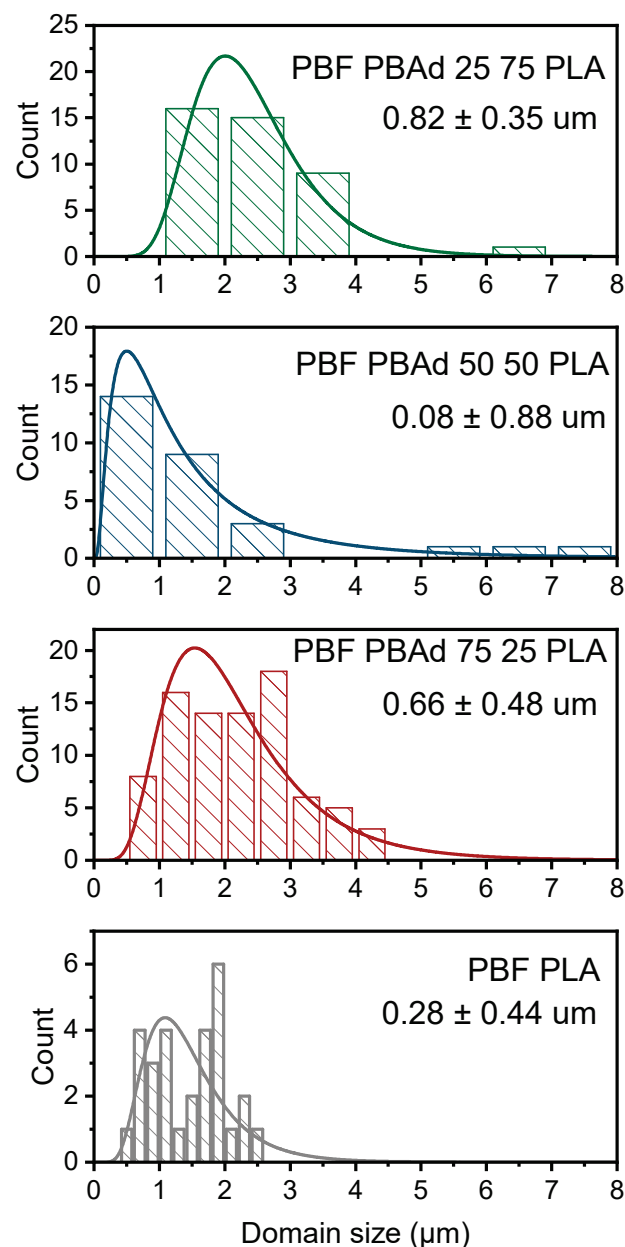 25
20
15
10
5
0
Count
PBF PBAd 25 75 PLA
0.82 ± 0.35 um
0 1 2 3 4 5 6 7 8
20
15
10
5
0
Count
PBF PBAd 50 50 PLA
0.08 ± 0.88 um
0 1 2 3 4 5 6 7 8
20
15
10
5
0
Count
PBF PBAd 75 25 PLA
0.66 ± 0.48 um
0 1 2 3 4 5 6 7 8
6
4
2
0
Count
PBF PLA
0.28 ± 0.44 um
0 1 2 3 4 5 6 7 8
Domain size (μm)